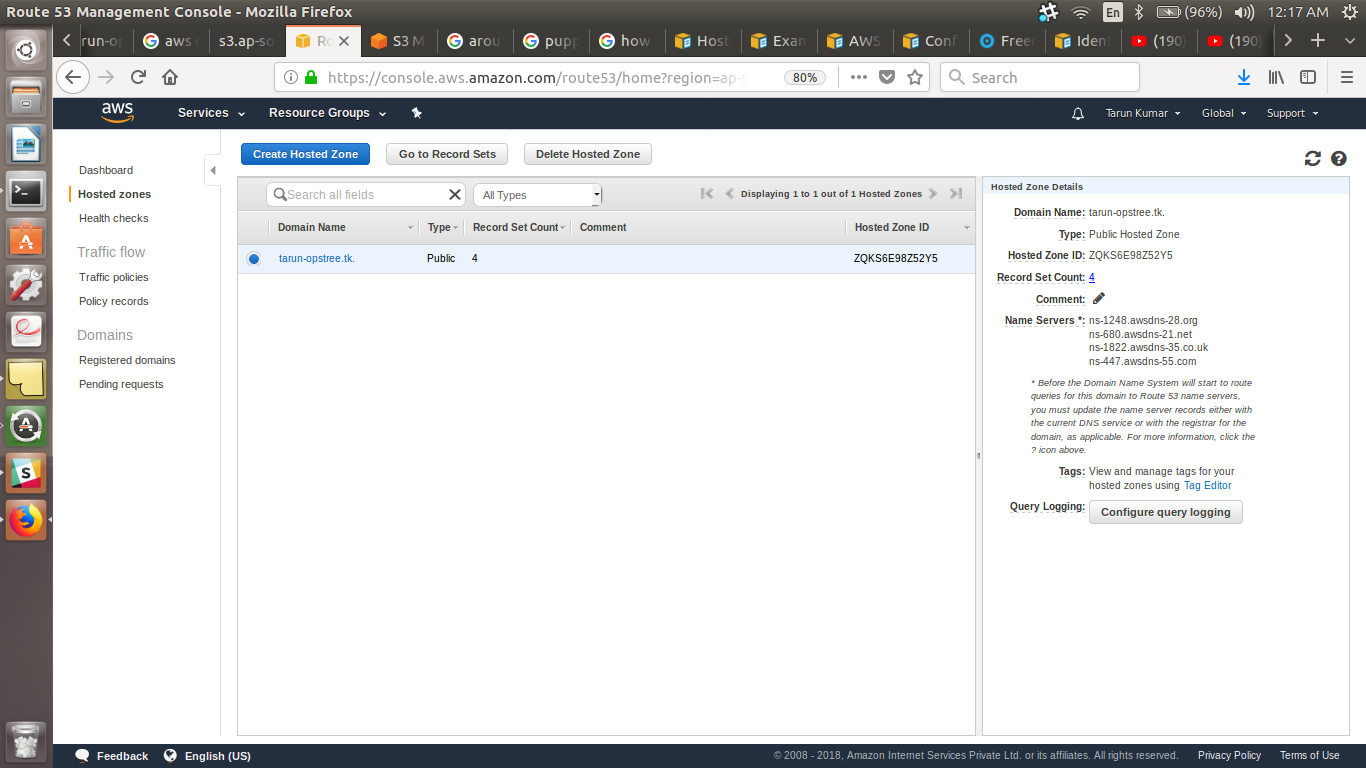 Route 53 Management Console - Mozilla Firefox
En (96%) 12:17 AM
run-op aws s3.ap-so Ro S3 M arou pupp how Host Exam AWS Conf Free Ident (190) (190)
https://console.aws.amazon.com/route53/home?region=ap-s 80% Search
aws Services Resource Groups Tarun Kumar Global Support
Dashboard
Hosted zones
Health checks
Traffic flow
Traffic policies
Policy records
Domains
Registered domains
Pending requests
Create Hosted Zone Go to Record Sets Delete Hosted Zone
Search all fields All Types Displaying 1 to 1 out of 1 Hosted Zones
Domain Name Type Record Set Count Comment Hosted Zone ID
tarun-opstree.tk. Public 4 ZQKS6E98Z52Y5
Hosted Zone Details
Domain Name: tarun-opstree.tk.
Type: Public Hosted Zone
Hosted Zone ID: ZQKS6E98Z52Y5
Record Set Count: 4
Comment:
Name Servers *: ns-1248.awsdns-28.org
ns-680.awsdns-21.net
ns-1822.awsdns-35.co.uk
ns-447.awsdns-55.com
* Before the Domain Name System will start to route
queries for this domain to Route 53 name servers,
you must update the name server records either with
the current DNS service or with the registrar for the
domain, as applicable. For more information, click the
? icon above.
Tags: View and manage tags for your
hosted zones using Tag Editor
Query Logging: Configure query logging
Feedback English (US) © 2008 - 2018, Amazon Internet Services Private Ltd. or its affiliates. All rights reserved. Privacy Policy Terms of Use